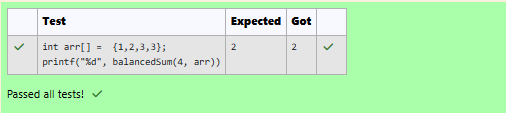 Test Expected Got
int arr[] =  {1,2,3,3}; 2 2
printf("%d", balancedSum(4, arr))
Passed all tests!